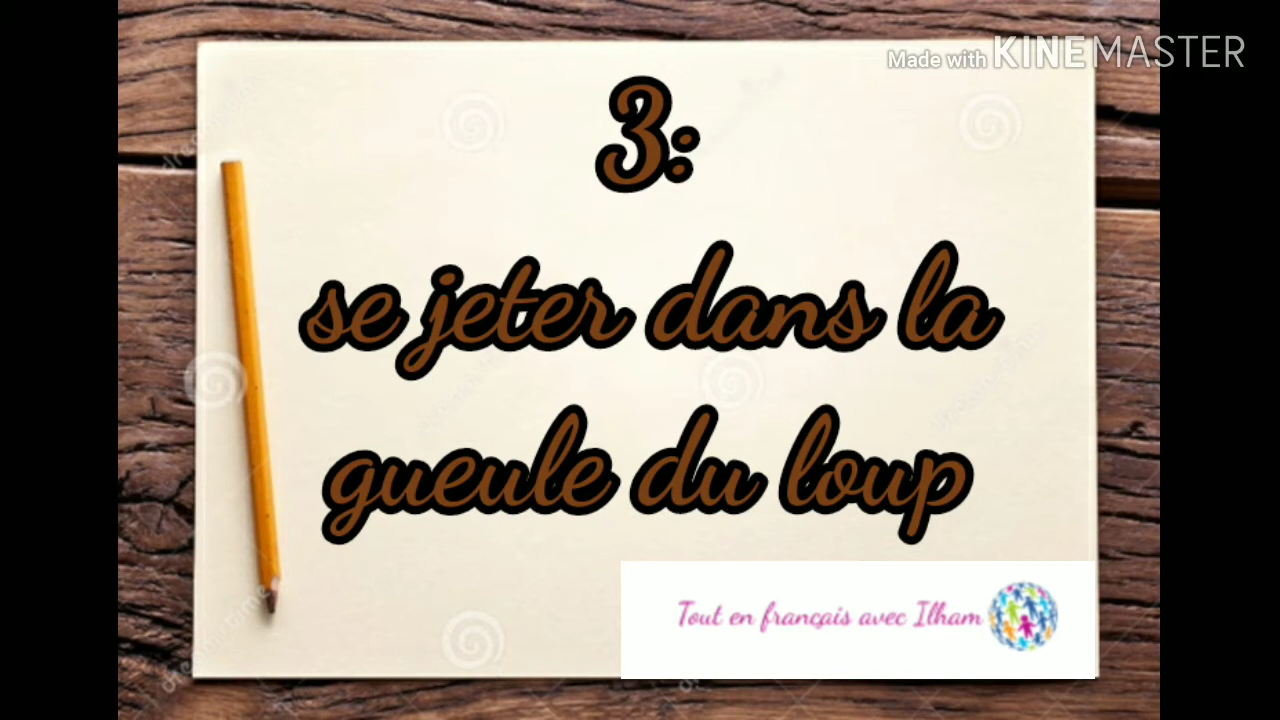 Made with KINEMASTER
3:
se jeter dans la
gueule du loup
Tout en français avec Ilham